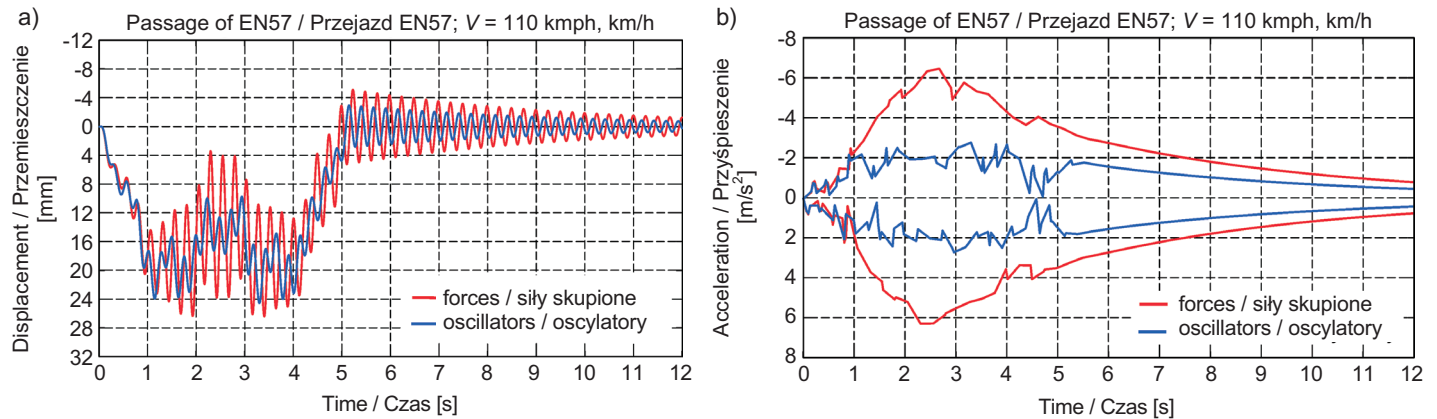 a)
Passage of EN57 / Przejazd EN57; V = 110 kmph, km/h
Displacement / Przemieszczenie
[mm]
-12
-8
-4
0
4
8
12
16
20
24
28
32
forces / siły skupione
oscillators / oscylatory
0 1 2 3 4 5 6 7 8 9 10 11 12
Time / Czas [s]
b)
Passage of EN57 / Przejazd EN57; V = 110 kmph, km/h
Acceleration / Przyśpieszenie
[m/s²]
-8
-6
-4
-2
0
2
4
6
8
forces / siły skupione
oscillators / oscylatory
0 1 2 3 4 5 6 7 8 9 10 11 12
Time / Czas [s]